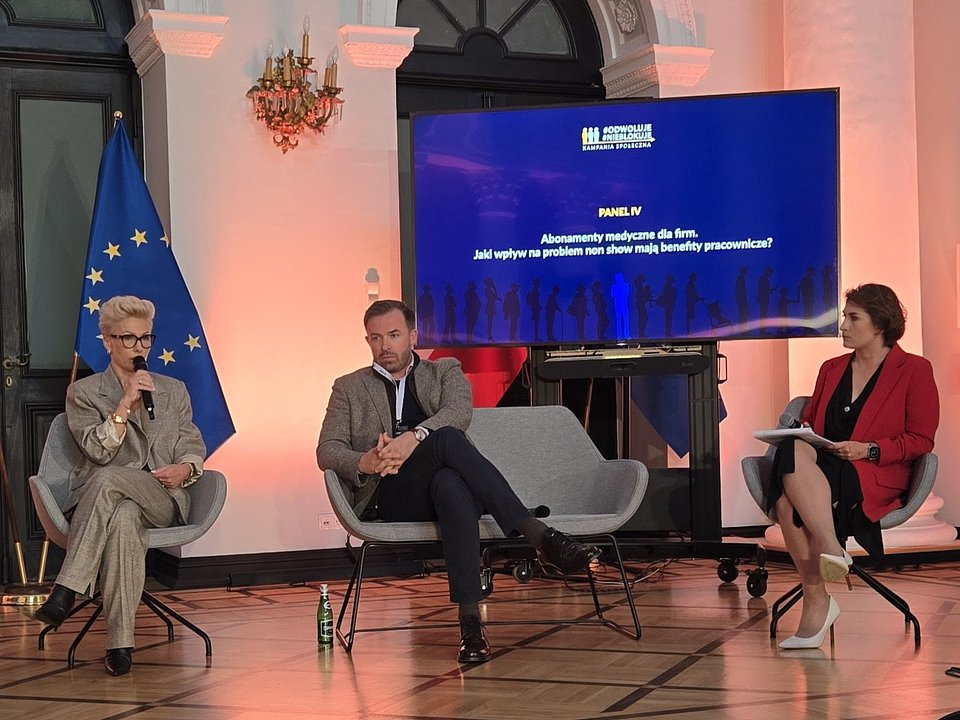 #ODWOŁUJĘ
#NIEBLOKUJĘ
KAMPANIA SPOŁECZNA
PANEL IV
Abonamenty medyczne dla firm.
Jaki wpływ na problem non show mają benefity pracownicze?